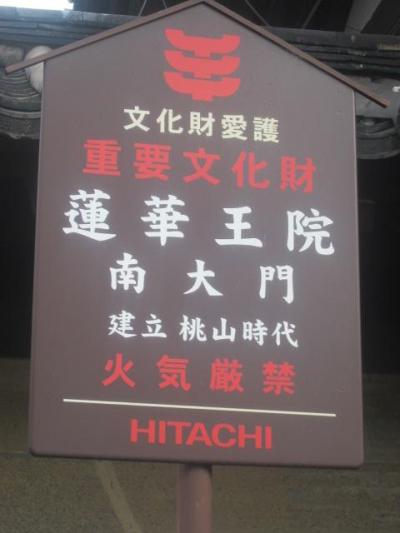 文化財愛護
重要文化財
蓮華王院
南大門
建立 桃山時代
火気厳禁
HITACHI